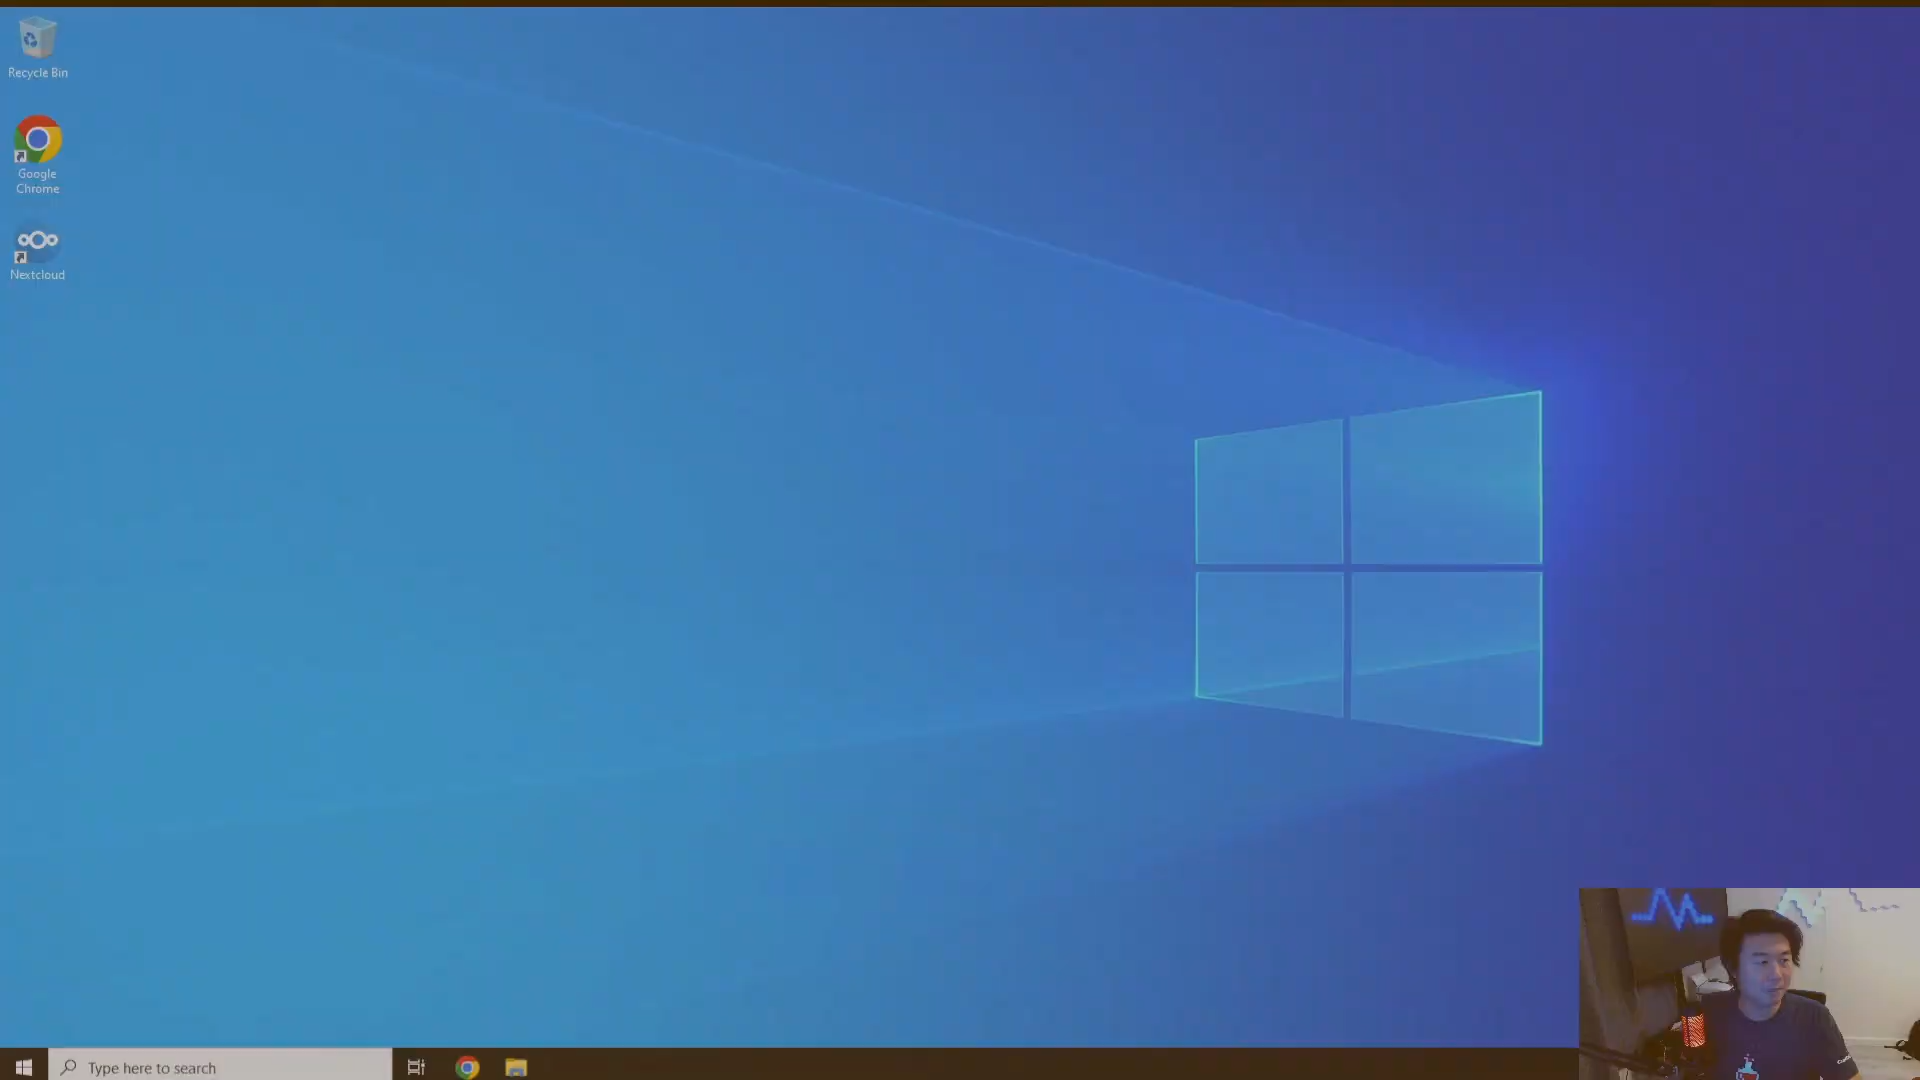 Recycle Bin
Google
Chrome
Nextcloud
Type here to search